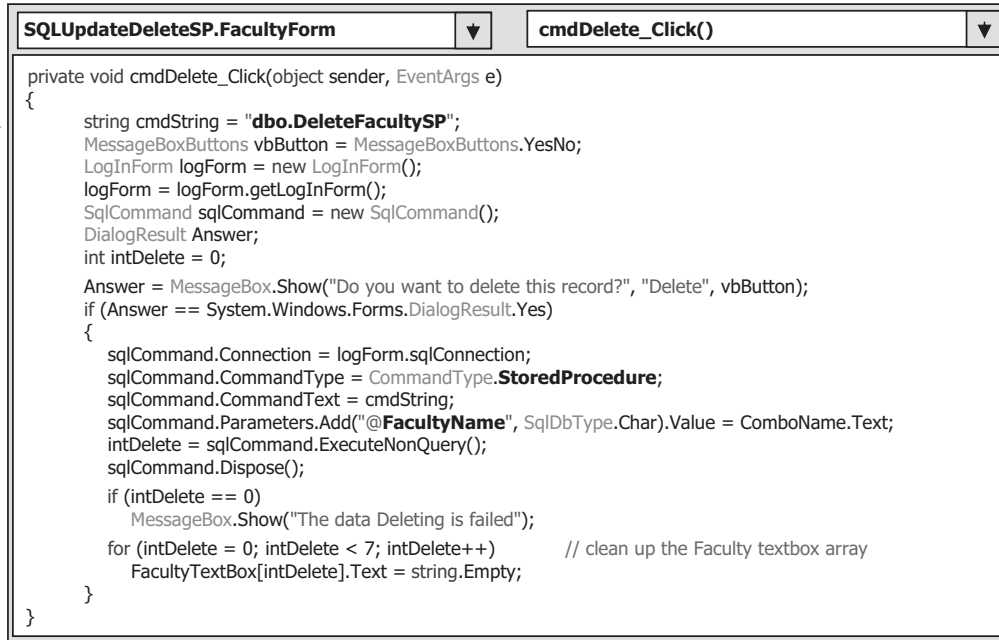 SQLUpdateDeleteSP.FacultyForm
cmdDelete_Click()
private void cmdDelete_Click(object sender, EventArgs e)
{
string cmdString = "dbo.DeleteFacultySP";
MessageBoxButtons vbButton = MessageBoxButtons.YesNo;
LogInForm logForm = new LogInForm();
logForm = logForm.getLogInForm();
SqlCommand sqlCommand = new SqlCommand();
DialogResult Answer;
int intDelete = 0;
Answer = MessageBox.Show("Do you want to delete this record?", "Delete", vbButton);
if (Answer == System.Windows.Forms.DialogResult.Yes)
{
sqlCommand.Connection = logForm.sqlConnection;
sqlCommand.CommandType = CommandType.StoredProcedure;
sqlCommand.CommandText = cmdString;
sqlCommand.Parameters.Add("@FacultyName", SqlDbType.Char).Value = ComboName.Text;
intDelete = sqlCommand.ExecuteNonQuery();
sqlCommand.Dispose();
if (intDelete == 0)
MessageBox.Show("The data Deleting is failed");
for (intDelete = 0; intDelete < 7; intDelete++) // clean up the Faculty textbox array
FacultyTextBox[intDelete].Text = string.Empty;
}
}